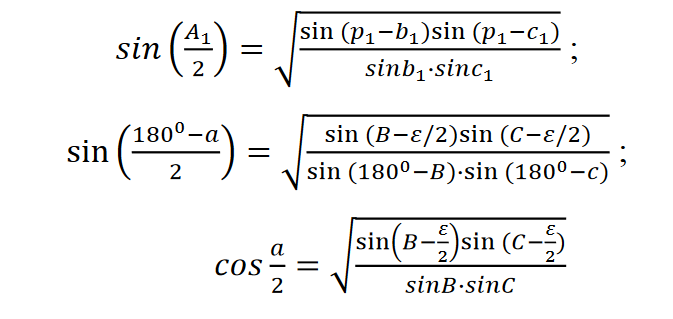 sin (A₁/2) = √(sin (p₁−b₁)sin (p₁−c₁) / sinb₁·sinc₁) ;
sin ((180⁰−a)/2) = √(sin (B−ε/2)sin (C−ε/2) / sin (180⁰−B)·sin (180⁰−c)) ;
cos a/2 = √(sin(B−ε/2)sin (C−ε/2) / sinB·sinC)